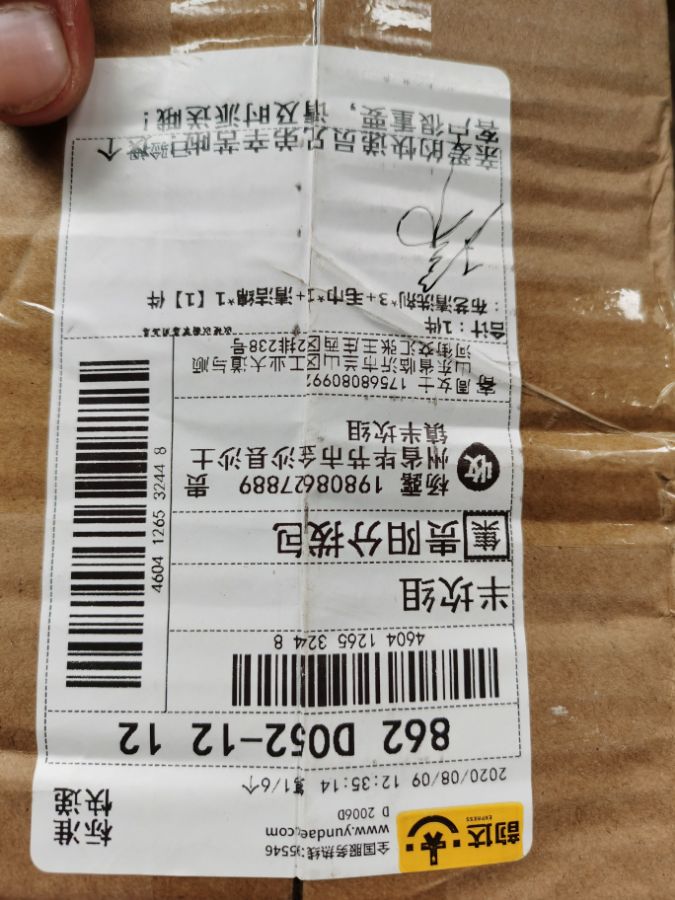 韵达
EXPRESS
全国服务热线:95546
www.yundaex.com
D 2006D
标准
快递
2020/08/09 12:35:14 第1/6个
862 D052-12 12
4604 1265 3244 8
半坎组
集 贵阳分拨包
收 杨露 19808627889 贵
州省毕节市金沙县沙土
镇半坎组
寄 周女士 17568080992
山东省临沂市兰山区工业大道与顺
河街交汇张王庄西区2排238号
4604 1265 3244 8
合计:1件
:布艺清洗剂*3+毛巾*1+清洁绵*1【1】件
亲爱的快递员兄弟辛苦啦!
个
客户很重要,请及时派送哦!